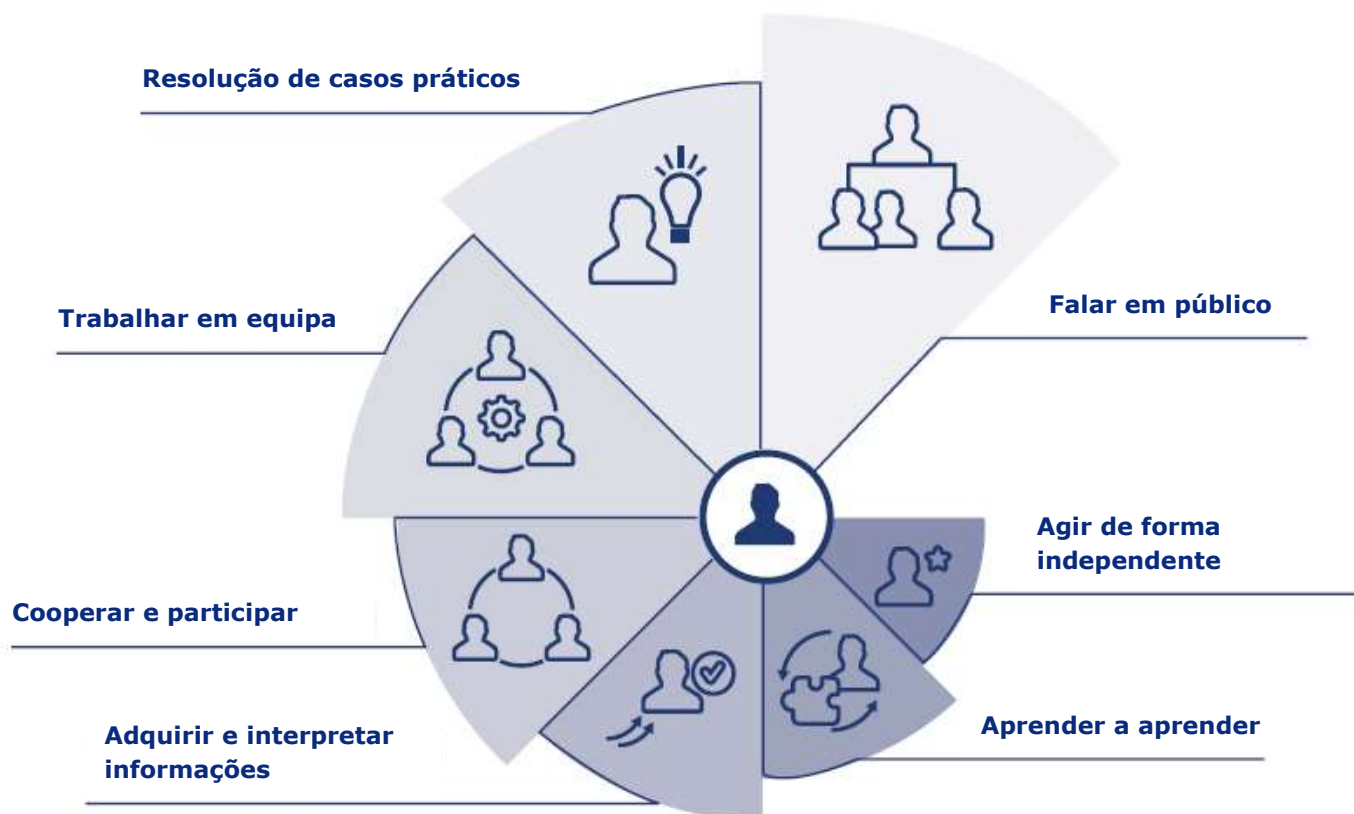 Resolução de casos práticos
Trabalhar em equipa
Falar em público
Agir de forma
independente
Cooperar e participar
Adquirir e interpretar
informações
Aprender a aprender